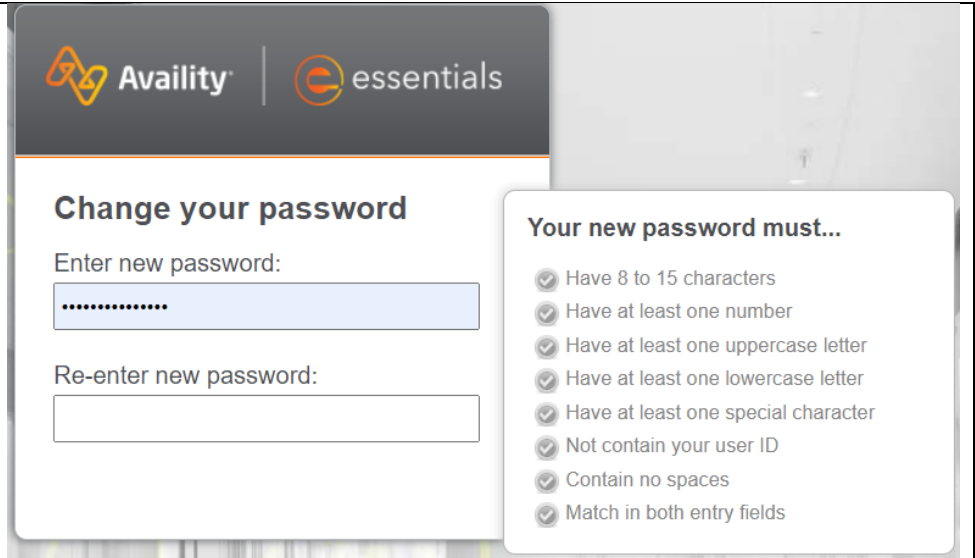 Availity essentials
Change your password
Enter new password:
•••••••••••••••
Re-enter new password:
Your new password must...
Have 8 to 15 characters
Have at least one number
Have at least one uppercase letter
Have at least one lowercase letter
Have at least one special character
Not contain your user ID
Contain no spaces
Match in both entry fields